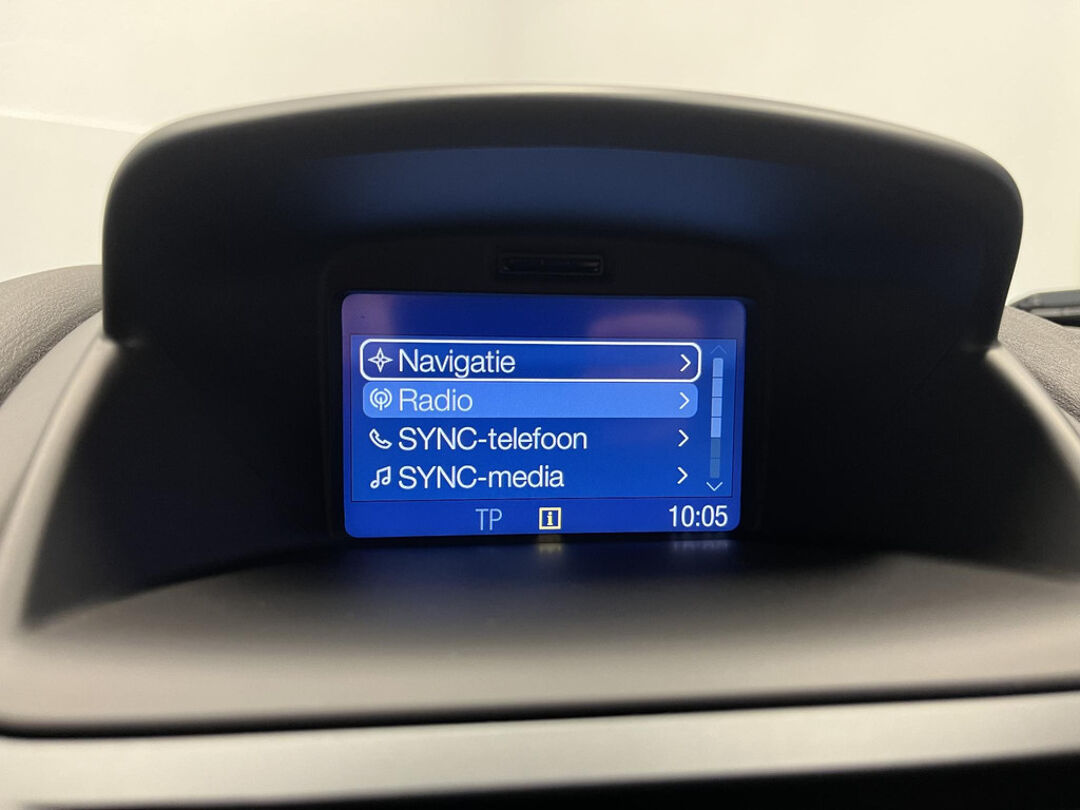 Navigatie
Radio
SYNC-telefoon
SYNC-media
TP i 10:05